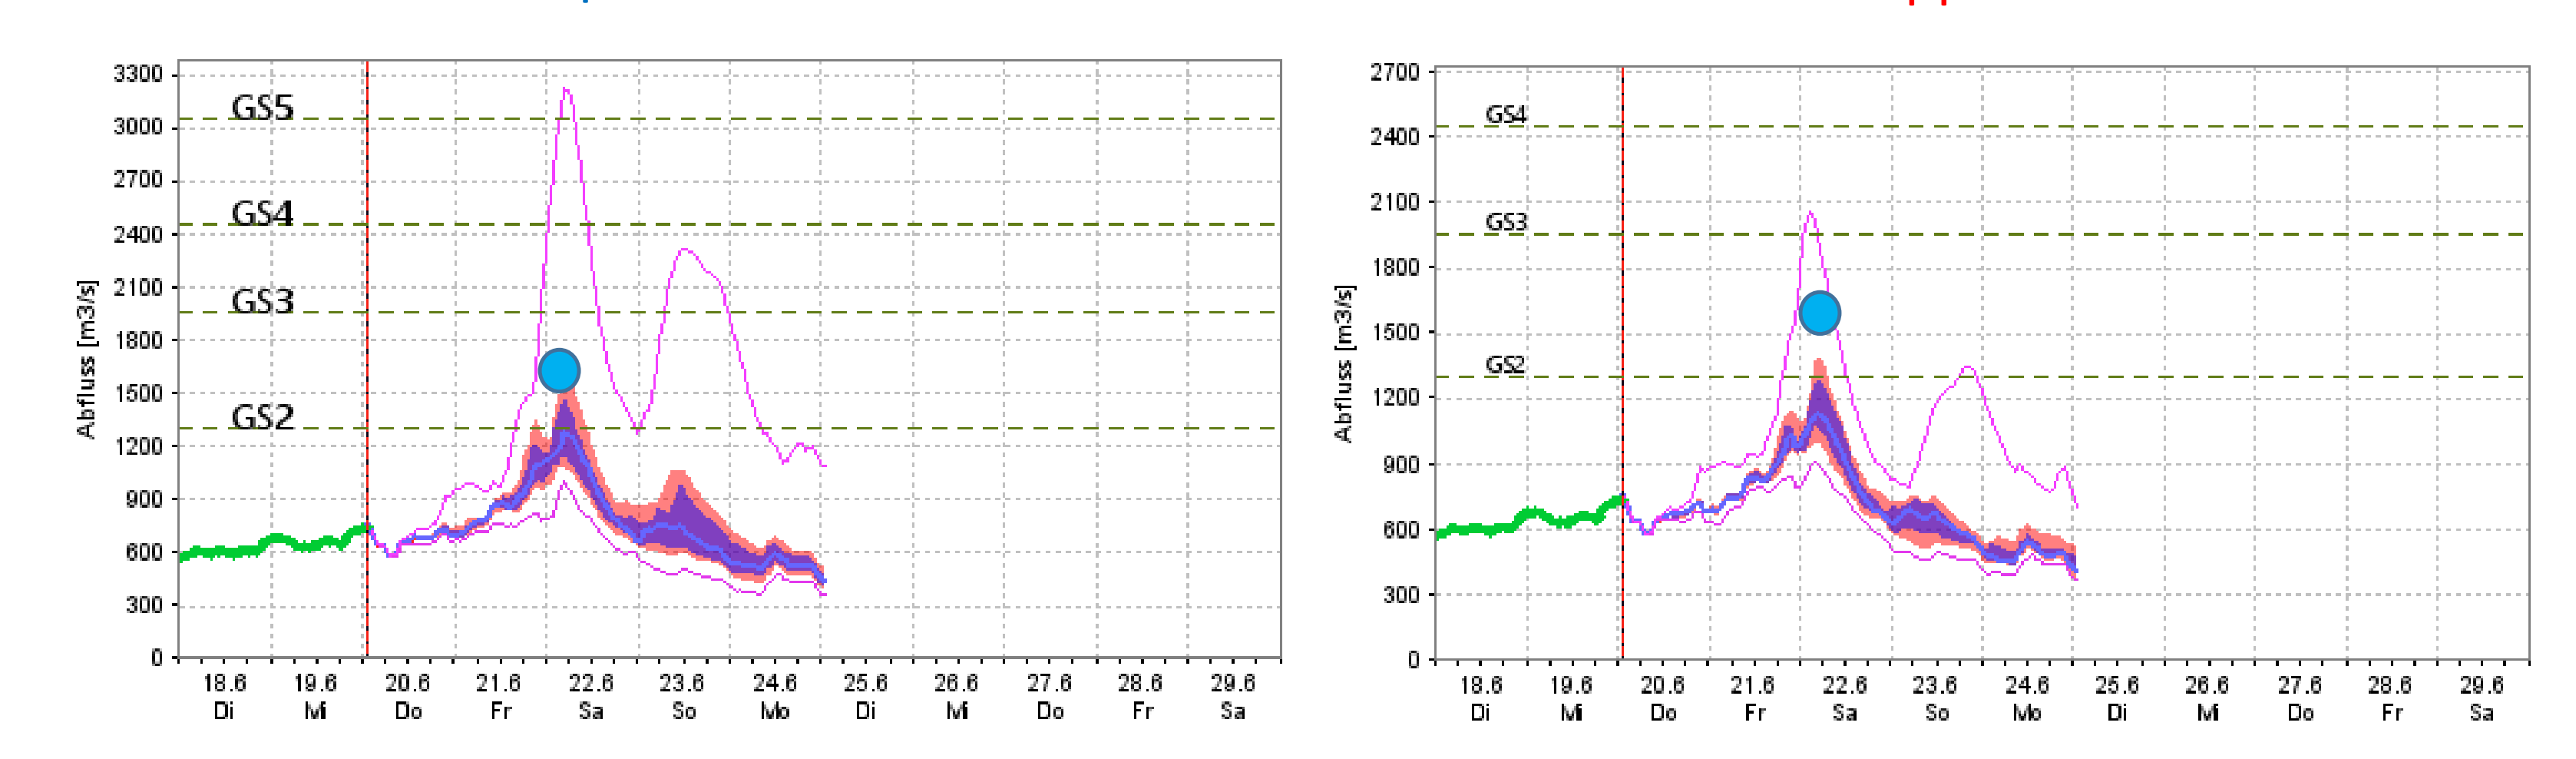 3300
3000
2700
2400
2100
1800
1500
1200
900
600
300
0
Abfluss [m3/s]
GS5
GS4
GS3
GS2
18.6 19.6 20.6 21.6 22.6 23.6 24.6 25.6 26.6 27.6 28.6 29.6
Di Mi Do Fr Sa So Mo Di Mi Do Fr Sa
2700
2400
2100
1800
1500
1200
900
600
300
0
Abfluss [m3/s]
GS4
GS3
GS2
18.6 19.6 20.6 21.6 22.6 23.6 24.6 25.6 26.6 27.6 28.6 29.6
Di Mi Do Fr Sa So Mo Di Mi Do Fr Sa